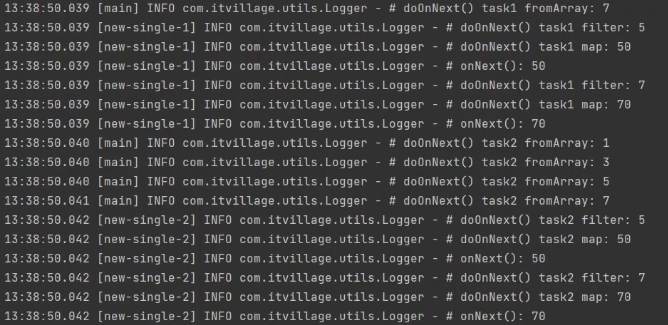 13:38:50.039 [main] INFO com.itvillage.utils.Logger - # doOnNext() task1 fromArray: 7
13:38:50.039 [new-single-1] INFO com.itvillage.utils.Logger - # doOnNext() task1 filter: 5
13:38:50.039 [new-single-1] INFO com.itvillage.utils.Logger - # doOnNext() task1 map: 50
13:38:50.039 [new-single-1] INFO com.itvillage.utils.Logger - # onNext(): 50
13:38:50.039 [new-single-1] INFO com.itvillage.utils.Logger - # doOnNext() task1 filter: 7
13:38:50.039 [new-single-1] INFO com.itvillage.utils.Logger - # doOnNext() task1 map: 70
13:38:50.039 [new-single-1] INFO com.itvillage.utils.Logger - # onNext(): 70
13:38:50.040 [main] INFO com.itvillage.utils.Logger - # doOnNext() task2 fromArray: 1
13:38:50.040 [main] INFO com.itvillage.utils.Logger - # doOnNext() task2 fromArray: 3
13:38:50.040 [main] INFO com.itvillage.utils.Logger - # doOnNext() task2 fromArray: 5
13:38:50.041 [main] INFO com.itvillage.utils.Logger - # doOnNext() task2 fromArray: 7
13:38:50.042 [new-single-2] INFO com.itvillage.utils.Logger - # doOnNext() task2 filter: 5
13:38:50.042 [new-single-2] INFO com.itvillage.utils.Logger - # doOnNext() task2 map: 50
13:38:50.042 [new-single-2] INFO com.itvillage.utils.Logger - # onNext(): 50
13:38:50.042 [new-single-2] INFO com.itvillage.utils.Logger - # doOnNext() task2 filter: 7
13:38:50.042 [new-single-2] INFO com.itvillage.utils.Logger - # doOnNext() task2 map: 70
13:38:50.042 [new-single-2] INFO com.itvillage.utils.Logger - # onNext(): 70